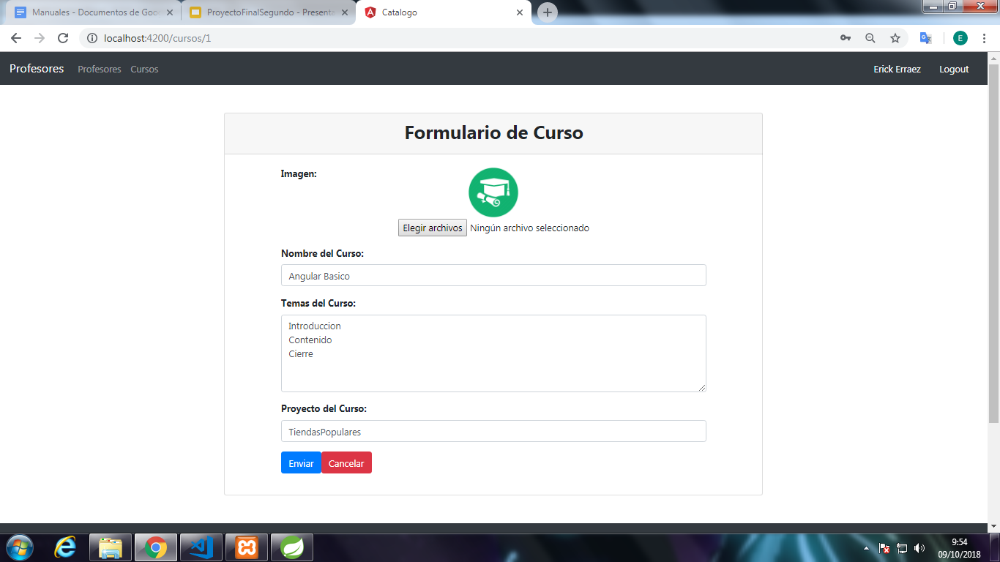 Manuales - Documentos de Goo
ProyectoFinalSegundo - Presenta
Catalogo
localhost:4200/cursos/1
E
Profesores Profesores Cursos Erick Erraez Logout
Formulario de Curso
Imagen:
Elegir archivos Ningún archivo seleccionado
Nombre del Curso:
Angular Basico
Temas del Curso:
Introduccion
Contenido
Cierre
Proyecto del Curso:
TiendasPopulares
Enviar Cancelar
9:54
09/10/2018